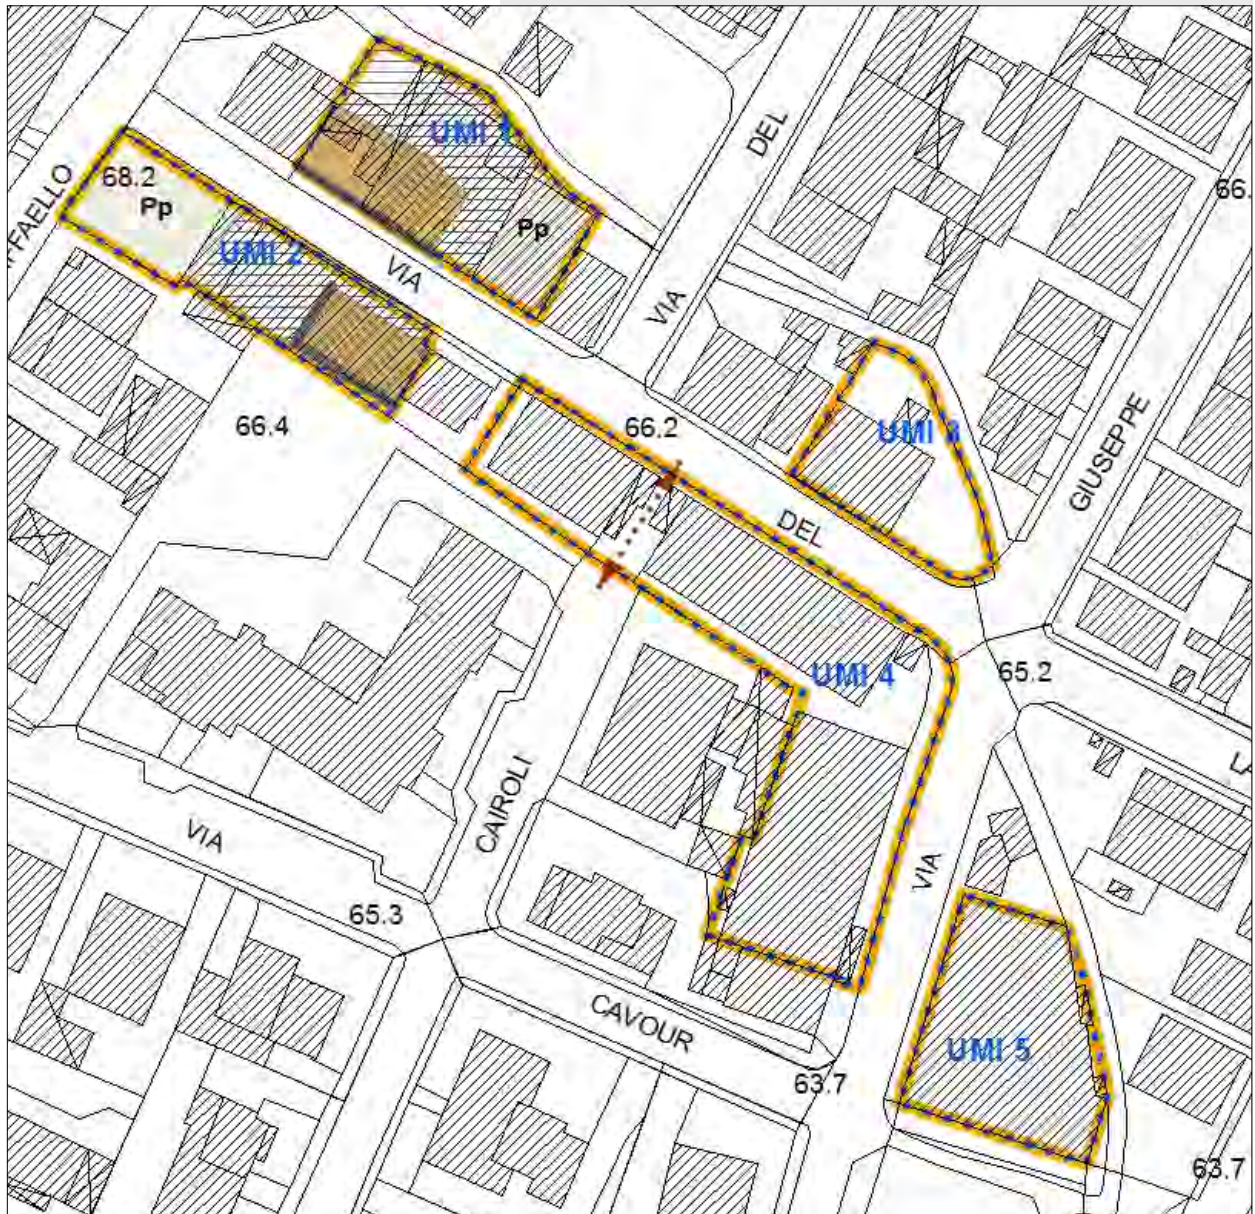 DEL
UMI 1
68.2
Pp
FFAELLO
66.
Pp
UMI 2
VIA
VIA
GIUSEPPE
66.4
66.2
UMI 3
DEL
UMI 4
65.2
CAIROLI
VIA
VIA
65.3
CAVOUR
UMI 5
63.7
63.7